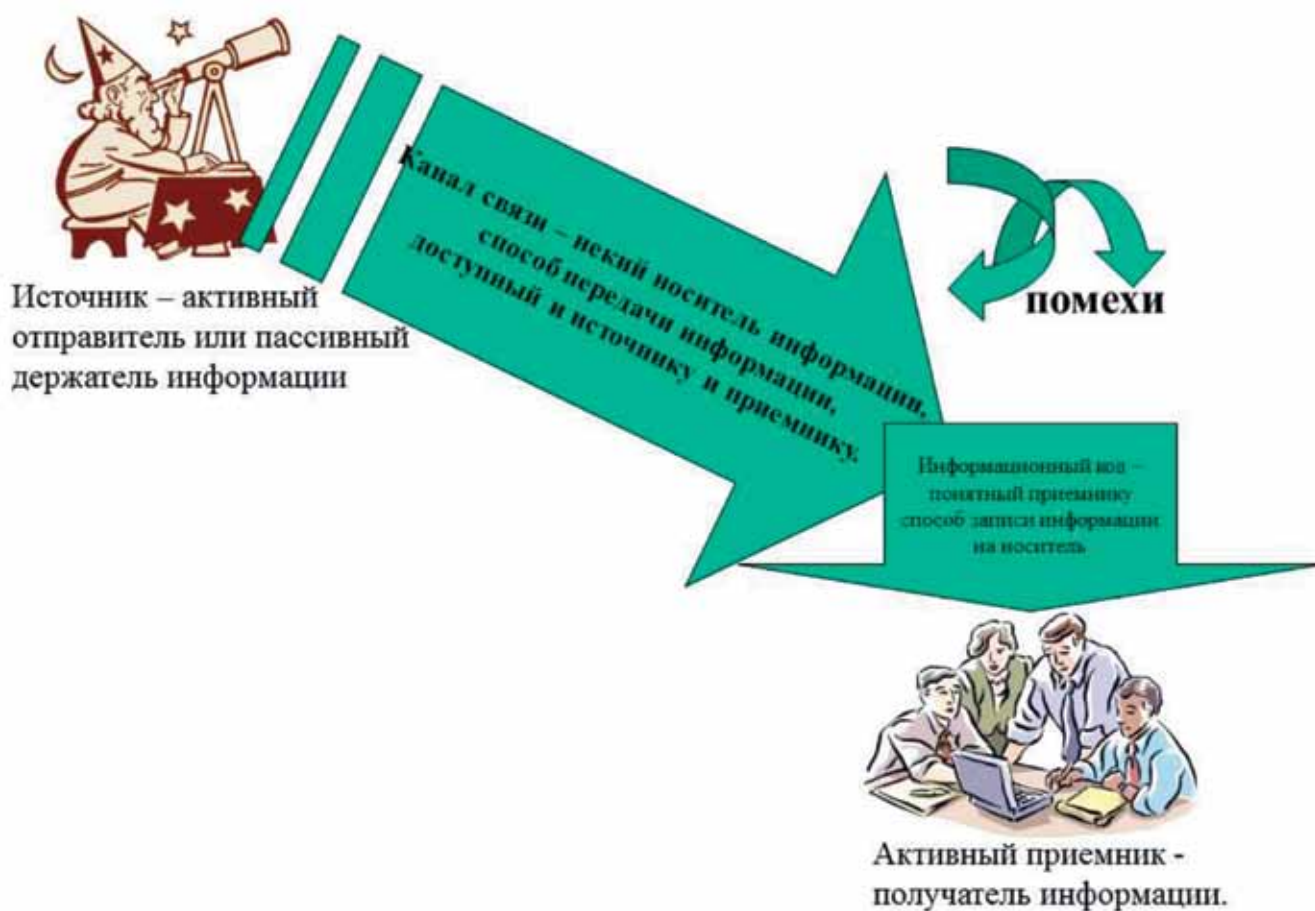 Источник – активный
отправитель или пассивный
держатель информации
Канал связи – некий носитель информации,
способ передачи информации,
доступный и источнику и приемнику.
помехи
Информационный код –
понятный приемнику
способ записи информации
на носитель
Активный приемник -
получатель информации.